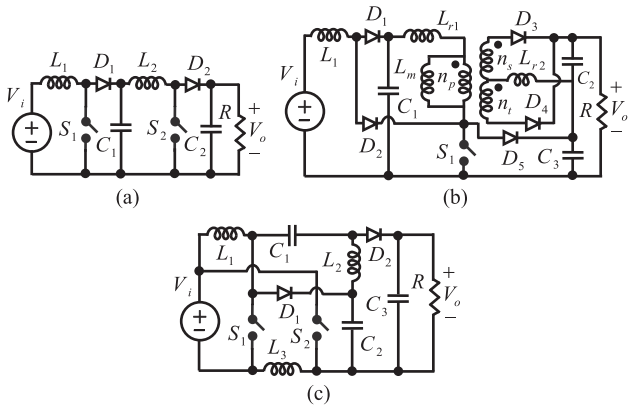 L1 D1 L2 D2
Vi S1 C1 S2 C2 R + Vo −
+ −
(a)
L1 D1 Lr1 D3
Lm np ns Lr2 C2
Vi C1 nt D4 R + Vo −
+ −
D2 S1 D5 C3
(b)
L1 C1 L2 D2
Vi D1 C3 R + Vo −
+ −
S1 S2 C2
L3
(c)